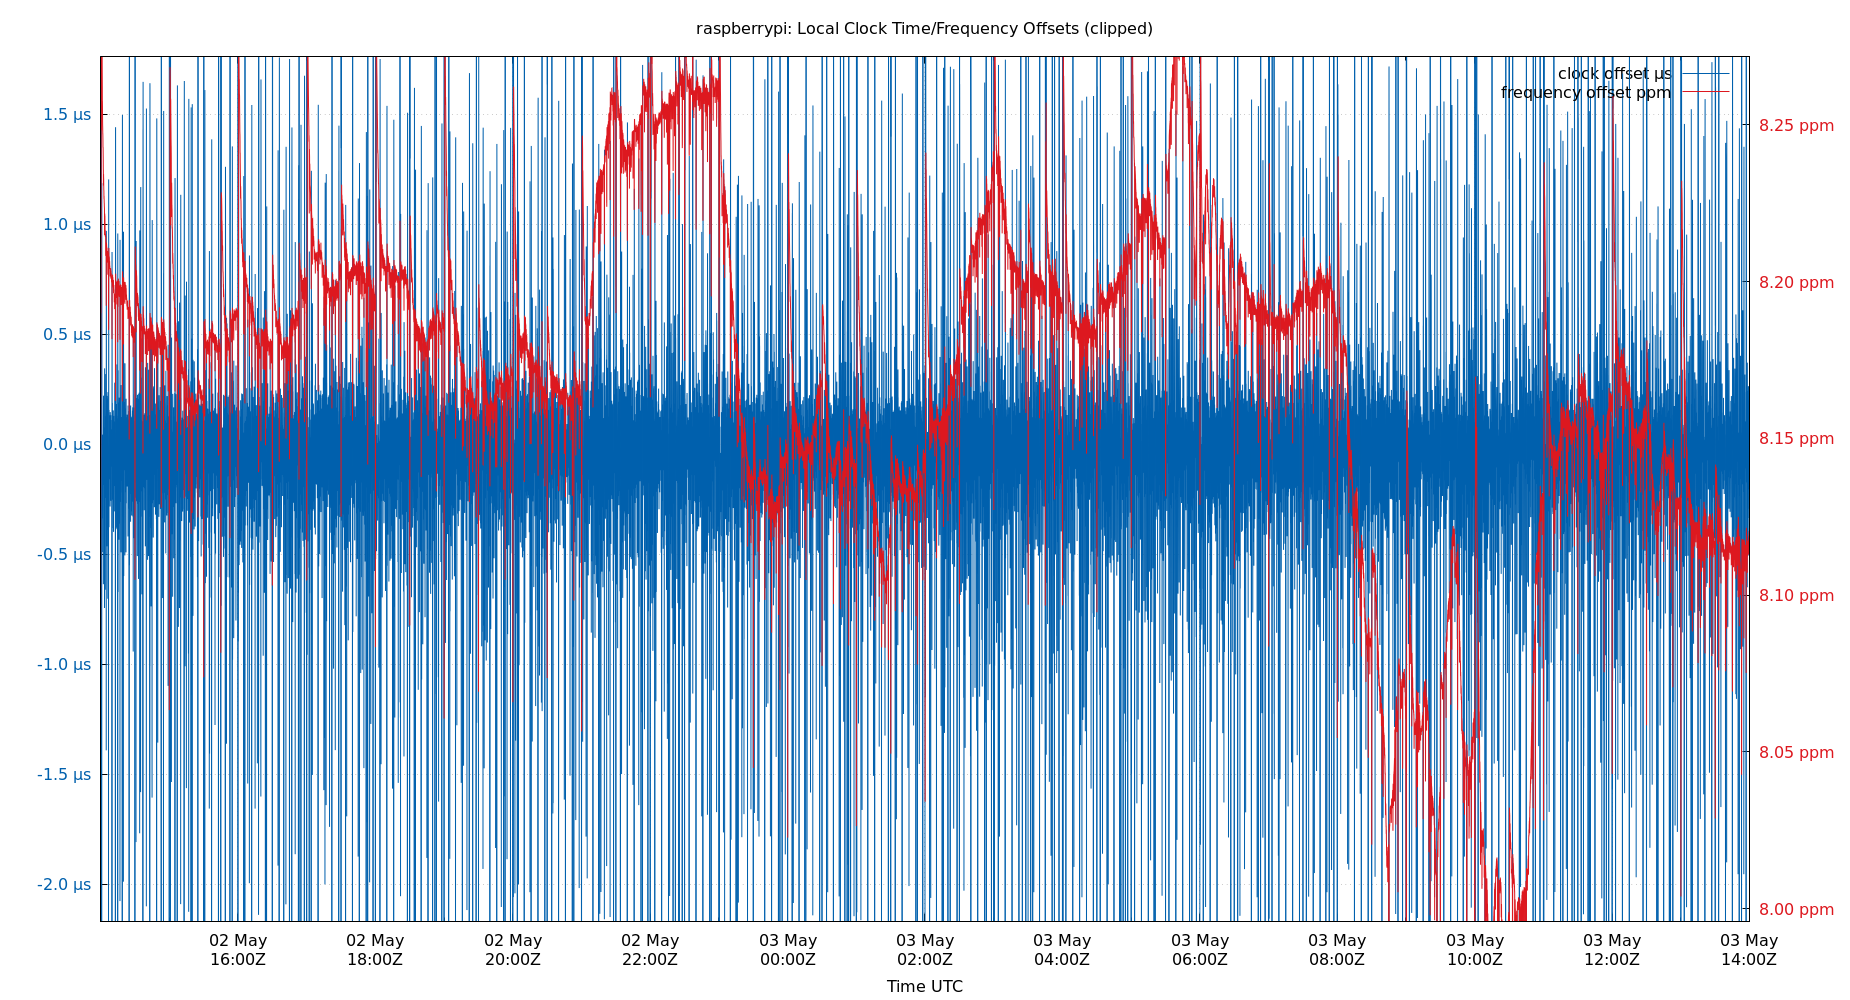 raspberrypi: Local Clock Time/Frequency Offsets (clipped)
clock offset µs
frequency offset ppm
1.5 µs
1.0 µs
0.5 µs
0.0 µs
-0.5 µs
-1.0 µs
-1.5 µs
-2.0 µs
8.25 ppm
8.20 ppm
8.15 ppm
8.10 ppm
8.05 ppm
8.00 ppm
02 May 02 May 02 May 02 May 03 May 03 May 03 May 03 May 03 May 03 May 03 May 03 May
16:00Z 18:00Z 20:00Z 22:00Z 00:00Z 02:00Z 04:00Z 06:00Z 08:00Z 10:00Z 12:00Z 14:00Z
Time UTC